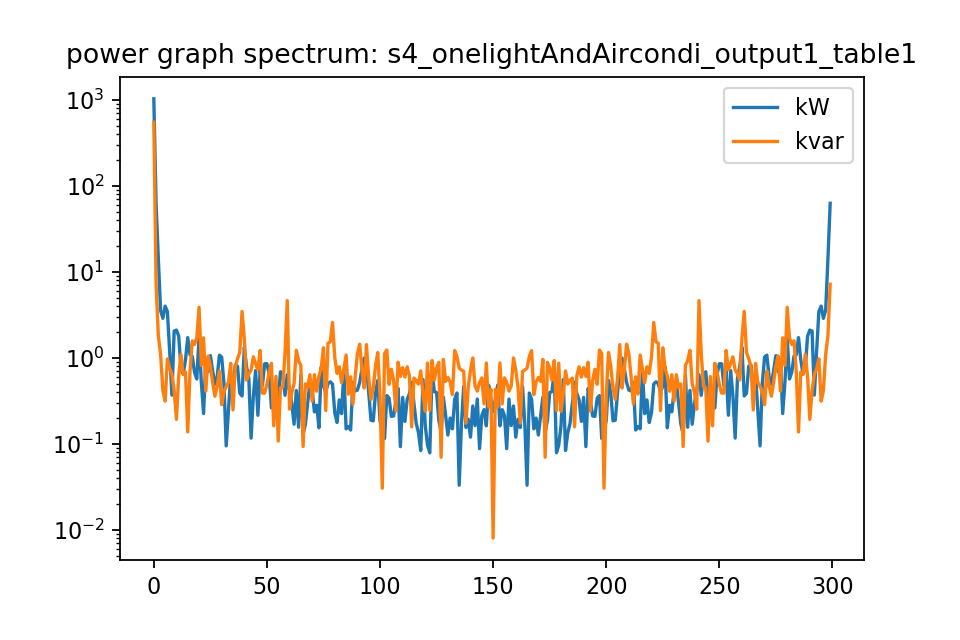 power graph spectrum: s4_onelightAndAircondi_output1_table1
kW
kvar
10³
10²
10¹
10⁰
10⁻¹
10⁻²
0 50 100 150 200 250 300